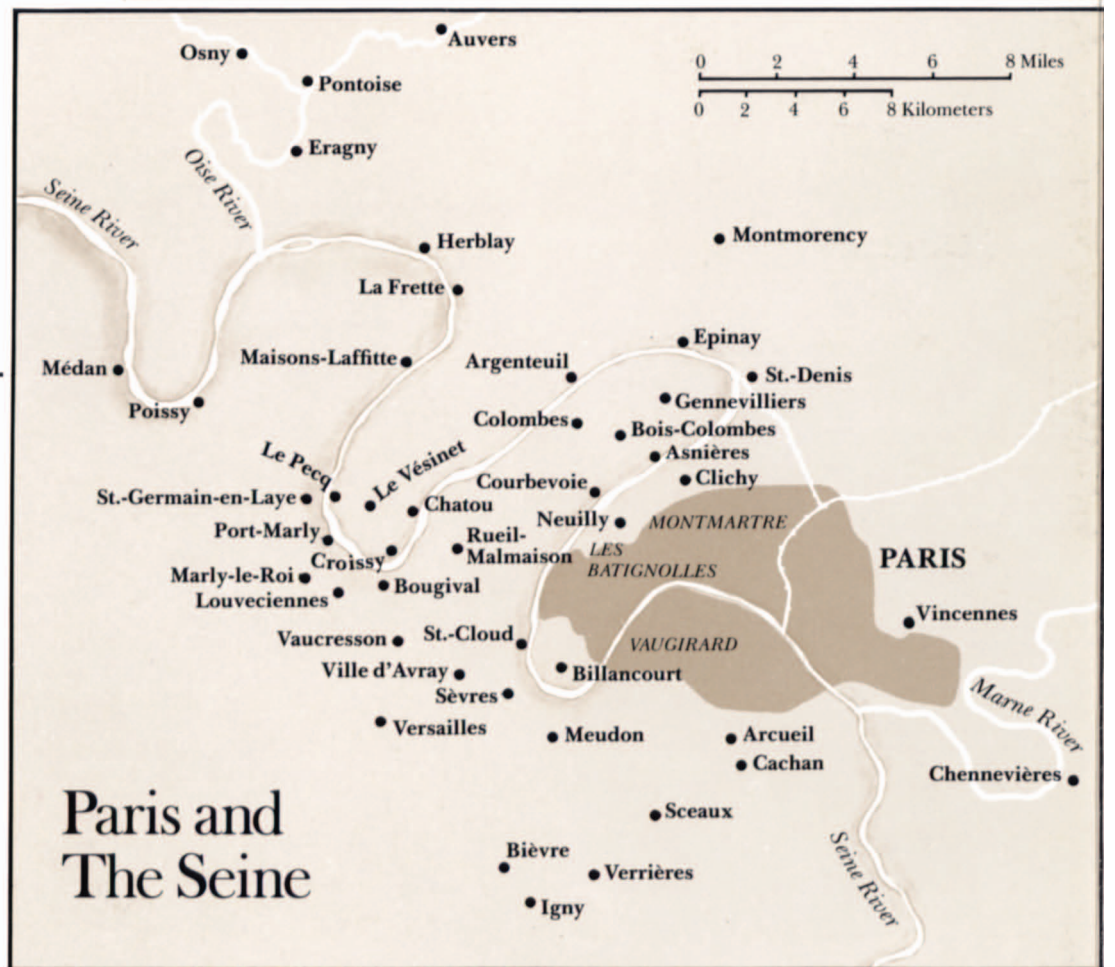 Osny
Auvers
Pontoise
Eragny
0 2 4 6 8 Miles
0 2 4 6 8 Kilometers
Oise River
Seine River
Herblay
Montmorency
La Frette
Maisons-Laffitte
Médan
Poissy
Epinay
Argenteuil
St.-Denis
Gennevilliers
Colombes
Bois-Colombes
Asnières
Le Pecq
Le Vésinet
Courbevoie
Clichy
St.-Germain-en-Laye
Chatou
Neuilly
MONTMARTRE
Port-Marly
Croissy
Rueil-
Malmaison
LES
BATIGNOLLES
PARIS
Marly-le-Roi
Louveciennes
Bougival
Vincennes
Vaucresson
St.-Cloud
VAUGIRARD
Ville d'Avray
Billancourt
Sèvres
Marne River
Versailles
Meudon
Arcueil
Cachan
Chennevières
Paris and
The Seine
Sceaux
Bièvre
Verrières
Igny
Seine River